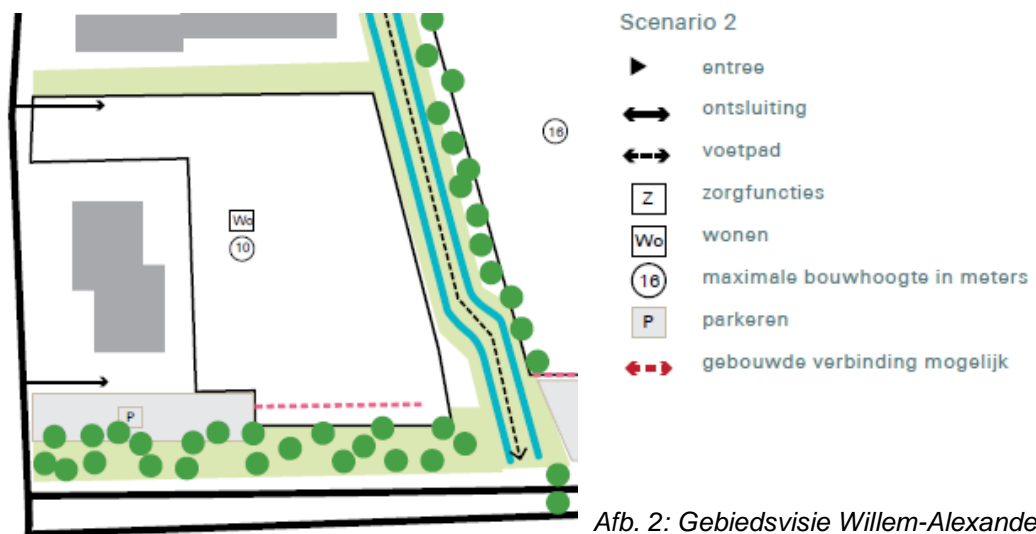 Scenario 2
entree
ontsluiting
voetpad
Z zorgfuncties
Wo wonen
16 maximale bouwhoogte in meters
P parkeren
gebouwde verbinding mogelijk
16
Wo
10
P
Afb. 2: Gebiedsvisie Willem-Alexande